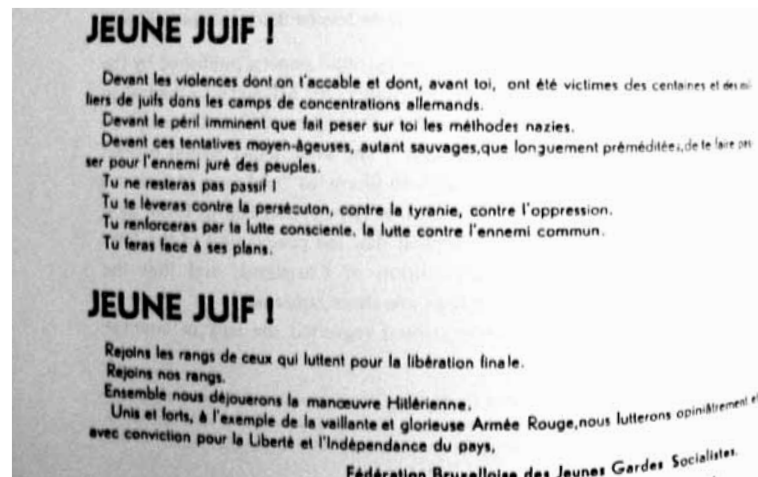 JEUNE JUIF !
Devant les violences dont on t'accable et dont, avant toi, ont été victimes des centaines et des mil-
liers de juifs dans les camps de concentrations allemands.
Devant le péril imminent que fait peser sur toi les méthodes nazies.
Devant ces tentatives moyen-âgeuses, autant sauvages,que longuement préméditées,de te faire pas-
ser pour l'ennemi juré des peuples.
Tu ne resteras pas passif !
Tu te lèveras contre la persécuton, contre la tyranie, contre l'oppression.
Tu renforceras par ta lutte consciente, la lutte contre l'ennemi commun.
Tu feras face à ses plans.
JEUNE JUIF !
Rejoins les rangs de ceux qui luttent pour la libération finale.
Rejoins nos rangs.
Ensemble nous déjouerons la manœuvre Hitlérienne.
Unis et forts, à l'exemple de la vaillante et glorieuse Armée Rouge,nous lutterons opiniâtrement et
avec conviction pour la Liberté et l'Indépendance du pays,
Fédération Bruxelloise des Jeunes Gardes Socialistes.